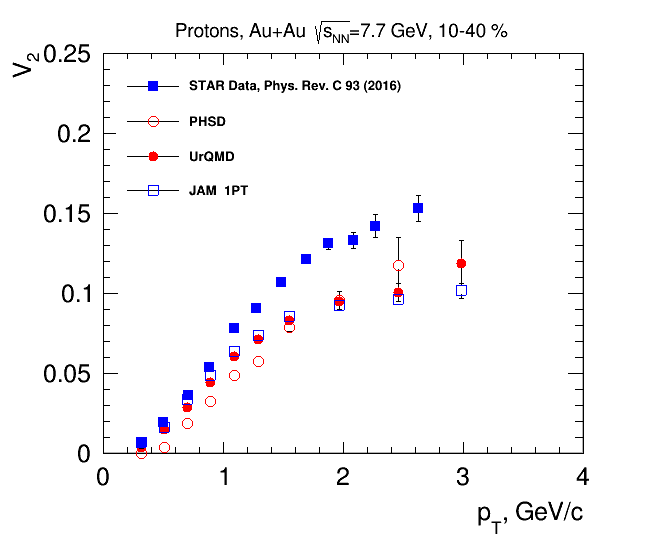 Protons, Au+Au √sNN=7.7 GeV, 10-40 %
V2
0.25
0.2
0.15
0.1
0.05
0
STAR Data, Phys. Rev. C 93 (2016)
PHSD
UrQMD
JAM 1PT
0 1 2 3 4
pT, GeV/c